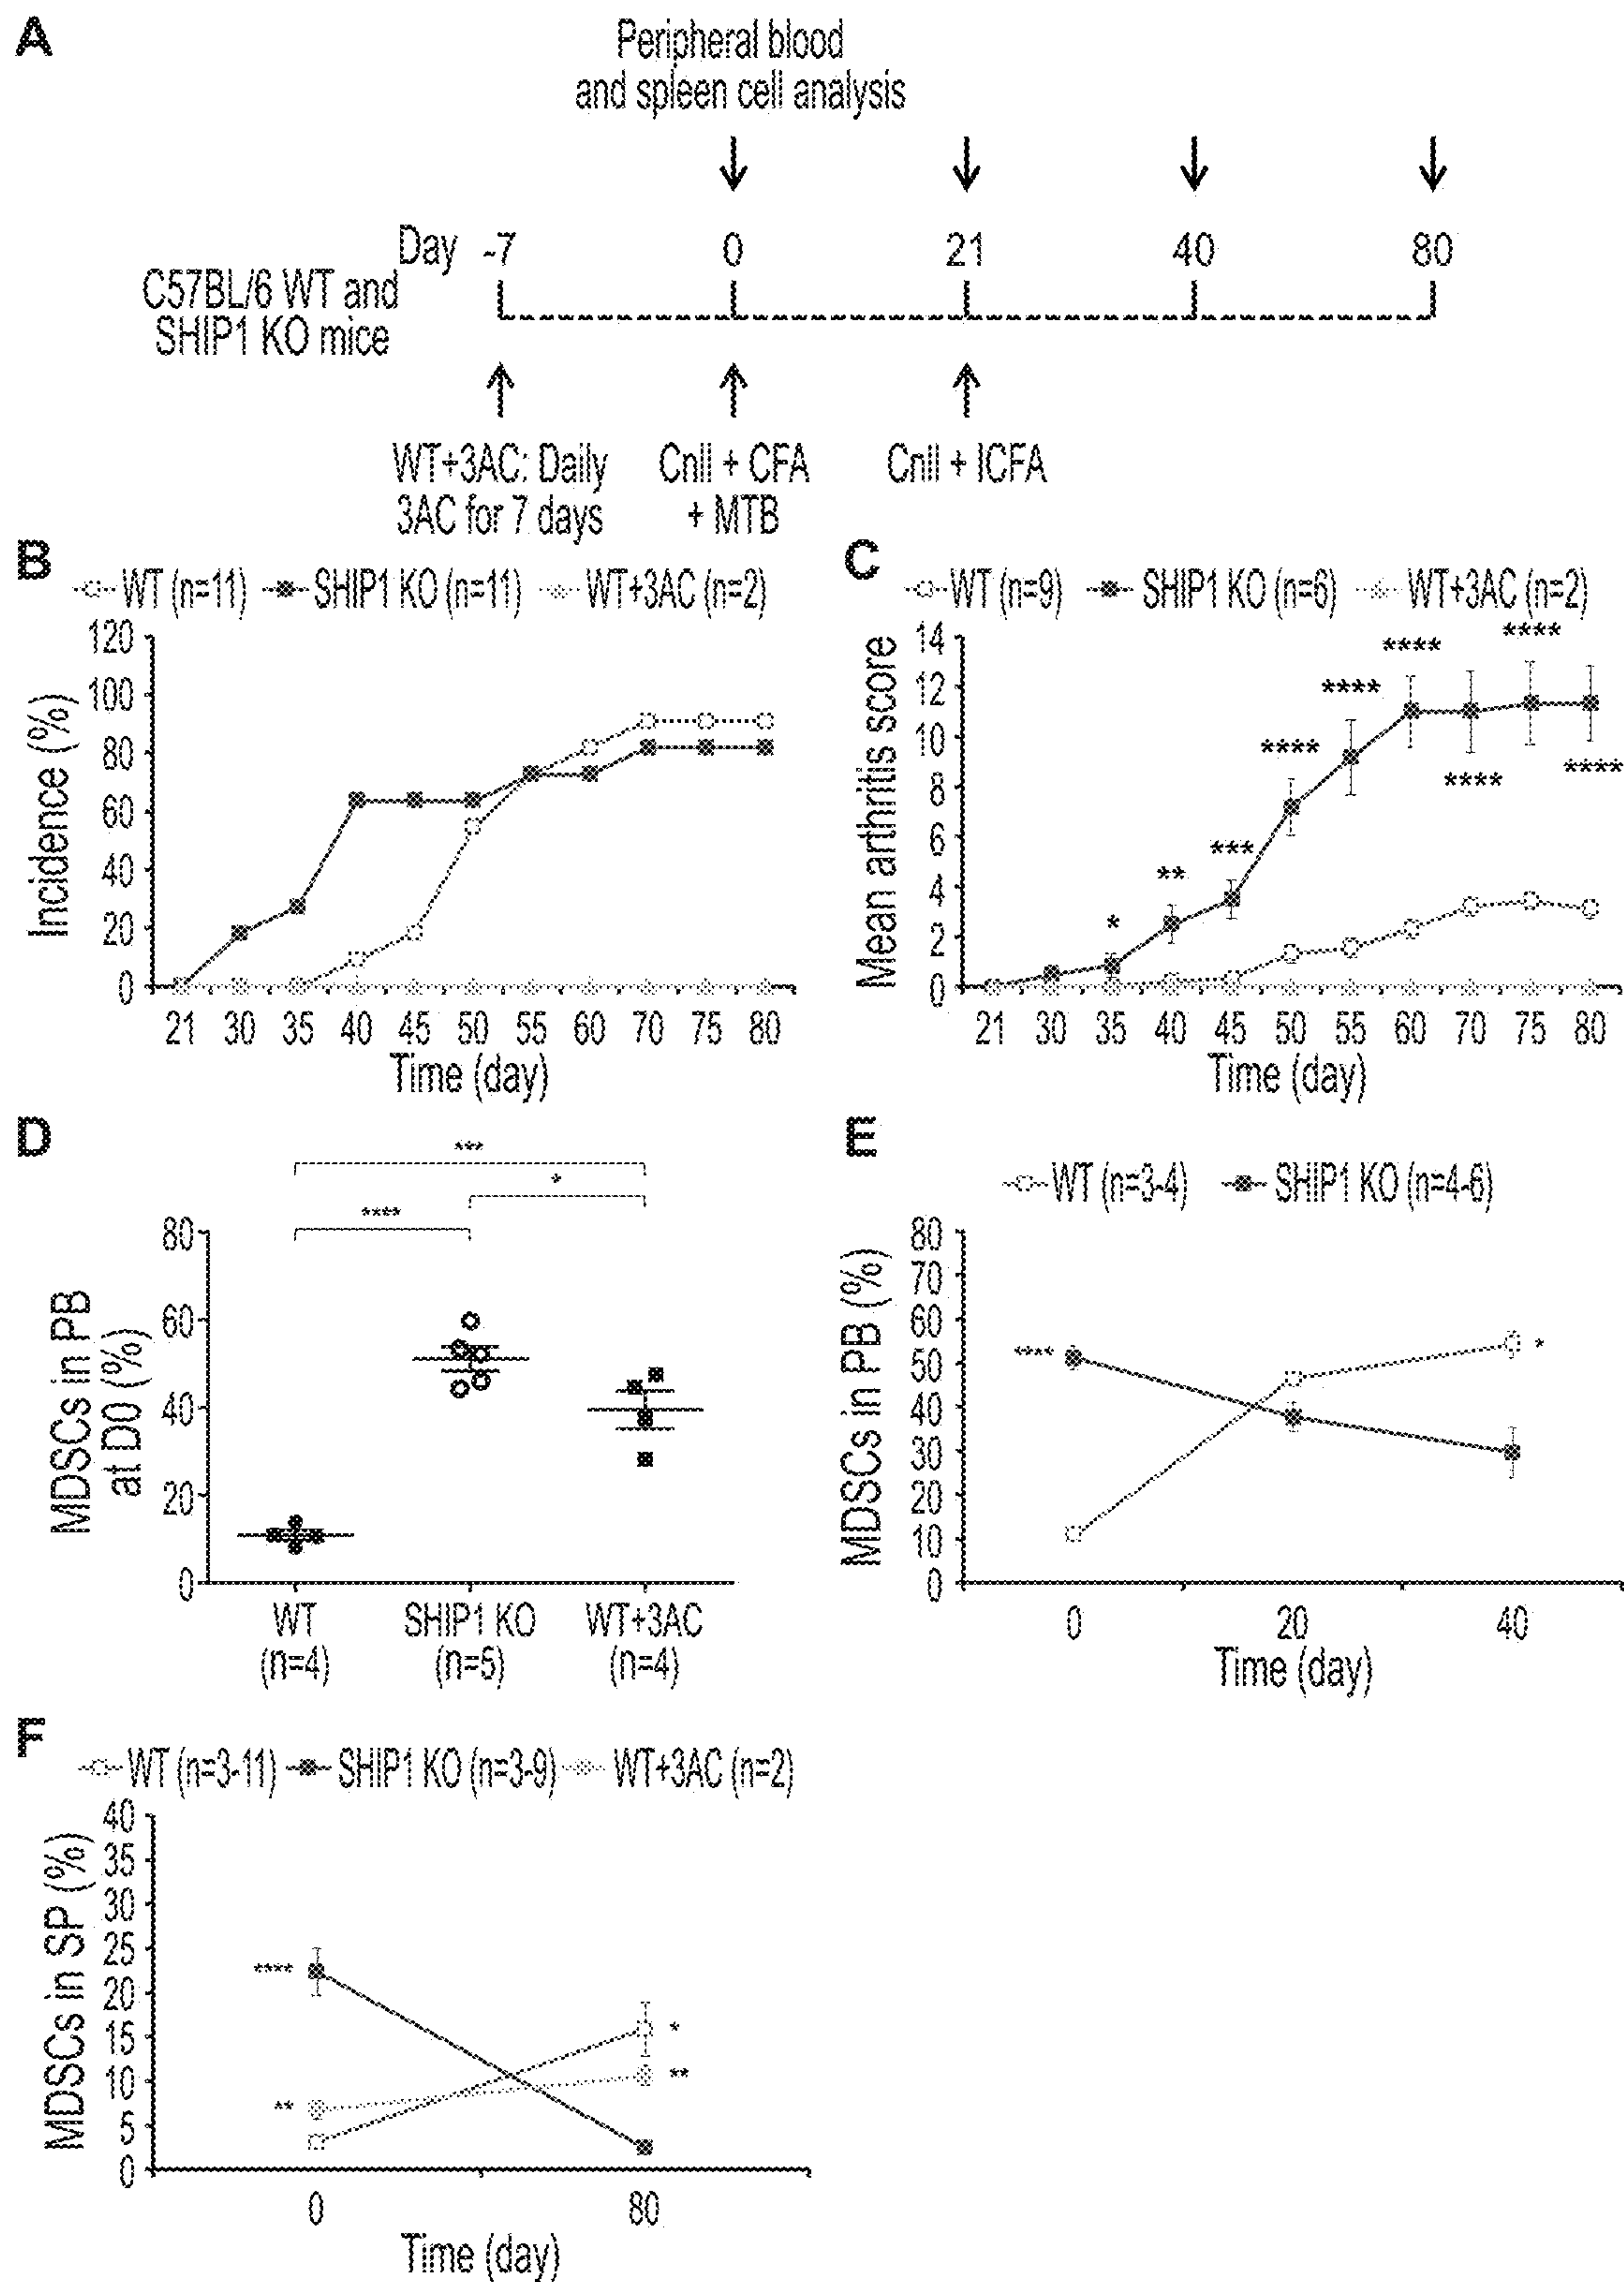 A
Peripheral blood
and spleen cell analysis
Day -7 0 21 40 80
C57BL/6 WT and
SHIP1 KO mice
WT+3AC: Daily
3AC for 7 days
CnII + CFA
+ MTB
CnII + ICFA
B
WT (n=11) SHIP1 KO (n=11) WT+3AC (n=2)
Incidence (%)
120
100
80
60
40
20
0
21 30 35 40 45 50 55 60 70 75 80
Time (day)
C
WT (n=9) SHIP1 KO (n=6) WT+3AC (n=2)
Mean arthritis score
14
12
10
8
6
4
2
0
* ** *** **** **** **** **** **** ****
21 30 35 40 45 50 55 60 70 75 80
Time (day)
D
***
*
****
MDSCs in PB
at D0 (%)
80
60
40
20
0
WT SHIP1 KO WT+3AC
(n=4) (n=5) (n=4)
E
WT (n=3-4) SHIP1 KO (n=4-6)
MDSCs in PB (%)
80
70
60
50
40
30
20
10
0
**** *
0 20 40
Time (day)
F
WT (n=3-11) SHIP1 KO (n=3-9) WT+3AC (n=2)
MDSCs in SP (%)
40
35
30
25
20
15
10
5
0
****
*
**
**
0 80
Time (day)